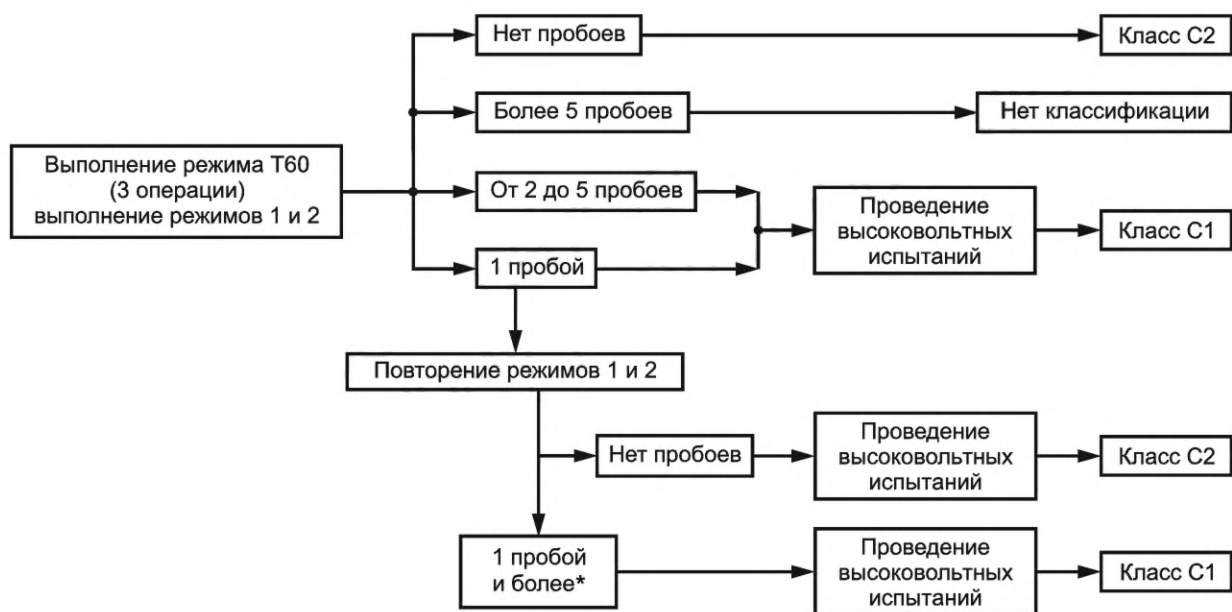 Нет пробоев
Класс С2
Более 5 пробоев
Нет классификации
Выполнение режима Т60
(3 операции)
выполнение режимов 1 и 2
От 2 до 5 пробоев
Проведение
высоковольтных
испытаний
Класс С1
1 пробой
Повторение режимов 1 и 2
Нет пробоев
Проведение
высоковольтных
испытаний
Класс С2
1 пробой
и более*
Проведение
высоковольтных
испытаний
Класс С1